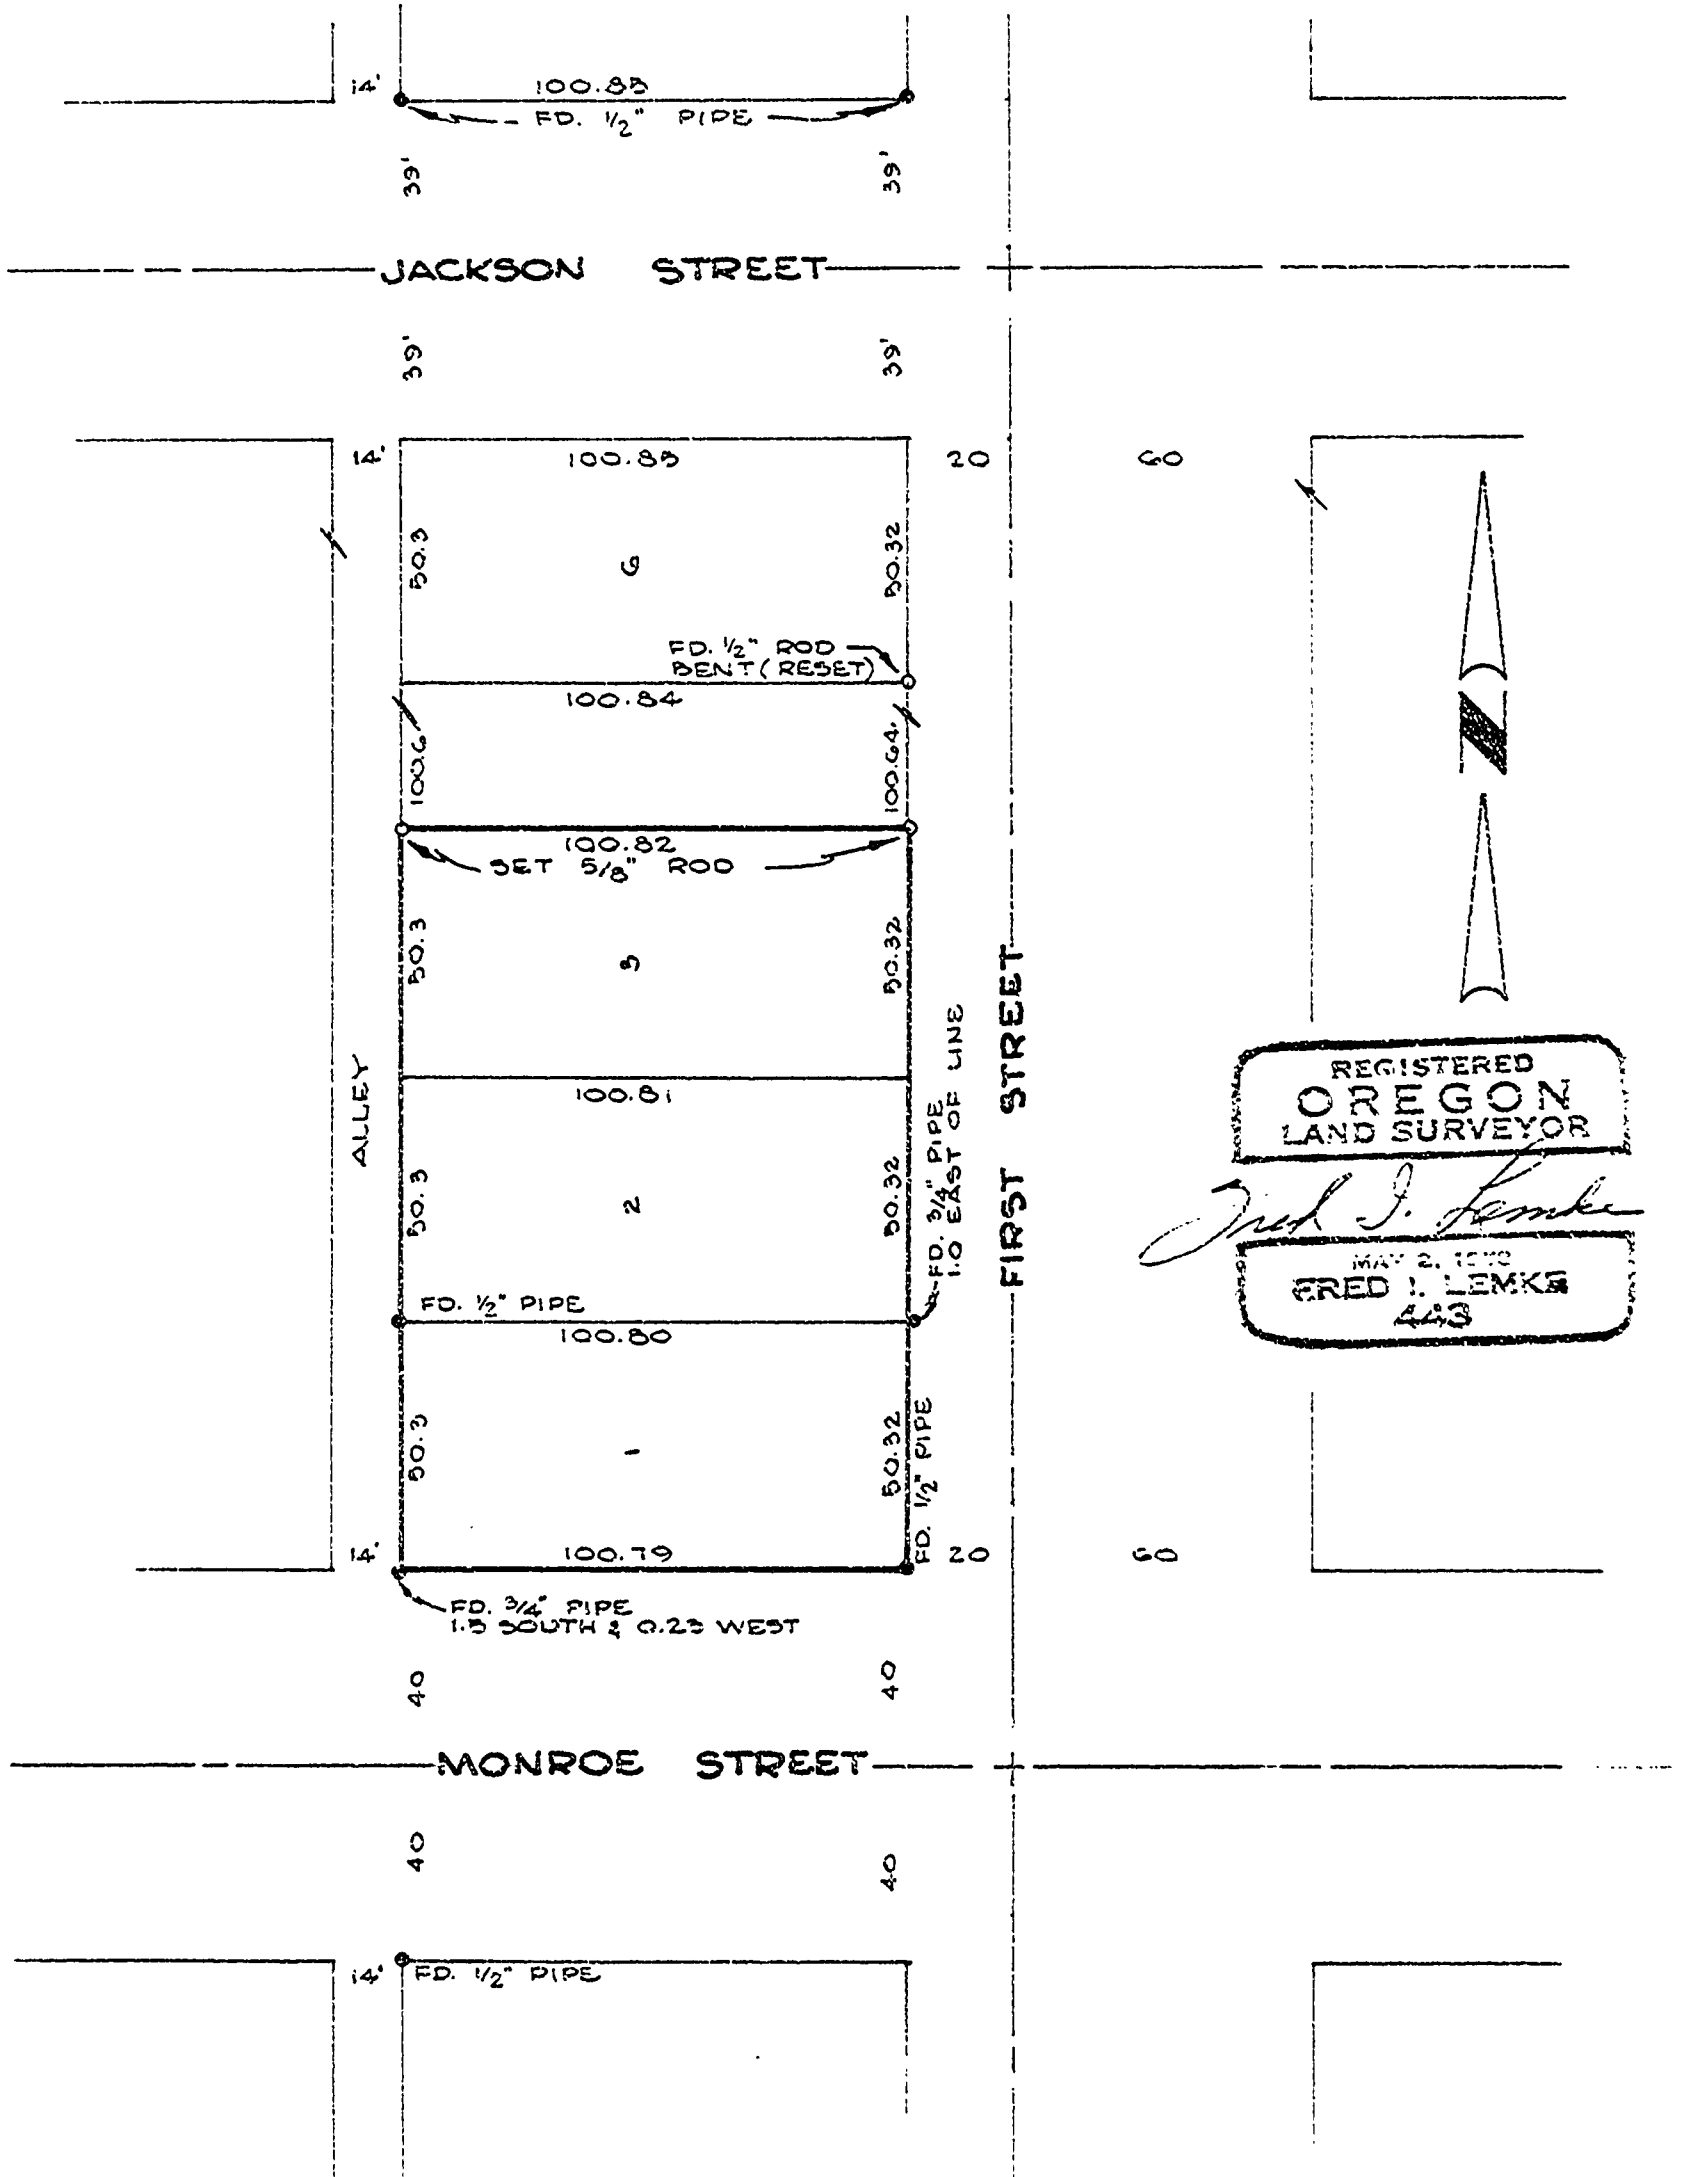 14'
100.85
FD. 1/2" PIPE
39'
39'
JACKSON STREET
39'
39'
14'
100.85
20
60
50.3
6
50.32
FD. 1/2" ROD
BENT (RESET)
100.84
100.6
100.64
100.82
SET 5/8" ROD
50.3
3
50.32
ALLEY
100.81
FIRST STREET
REGISTERED
OREGON
LAND SURVEYOR
Fred I. Lemke
MAY 2,
FRED I. LEMKE
443
50.3
2
50.32
FD. 3/4" PIPE
1.0 EAST OF LINE
FD. 1/2" PIPE
100.80
50.3
1
50.32
FD. 1/2" PIPE
14'
100.79
20
60
FD. 3/4" PIPE
1.5 SOUTH & 0.25 WEST
40
40
MONROE STREET
40
40
14'
FD. 1/2" PIPE